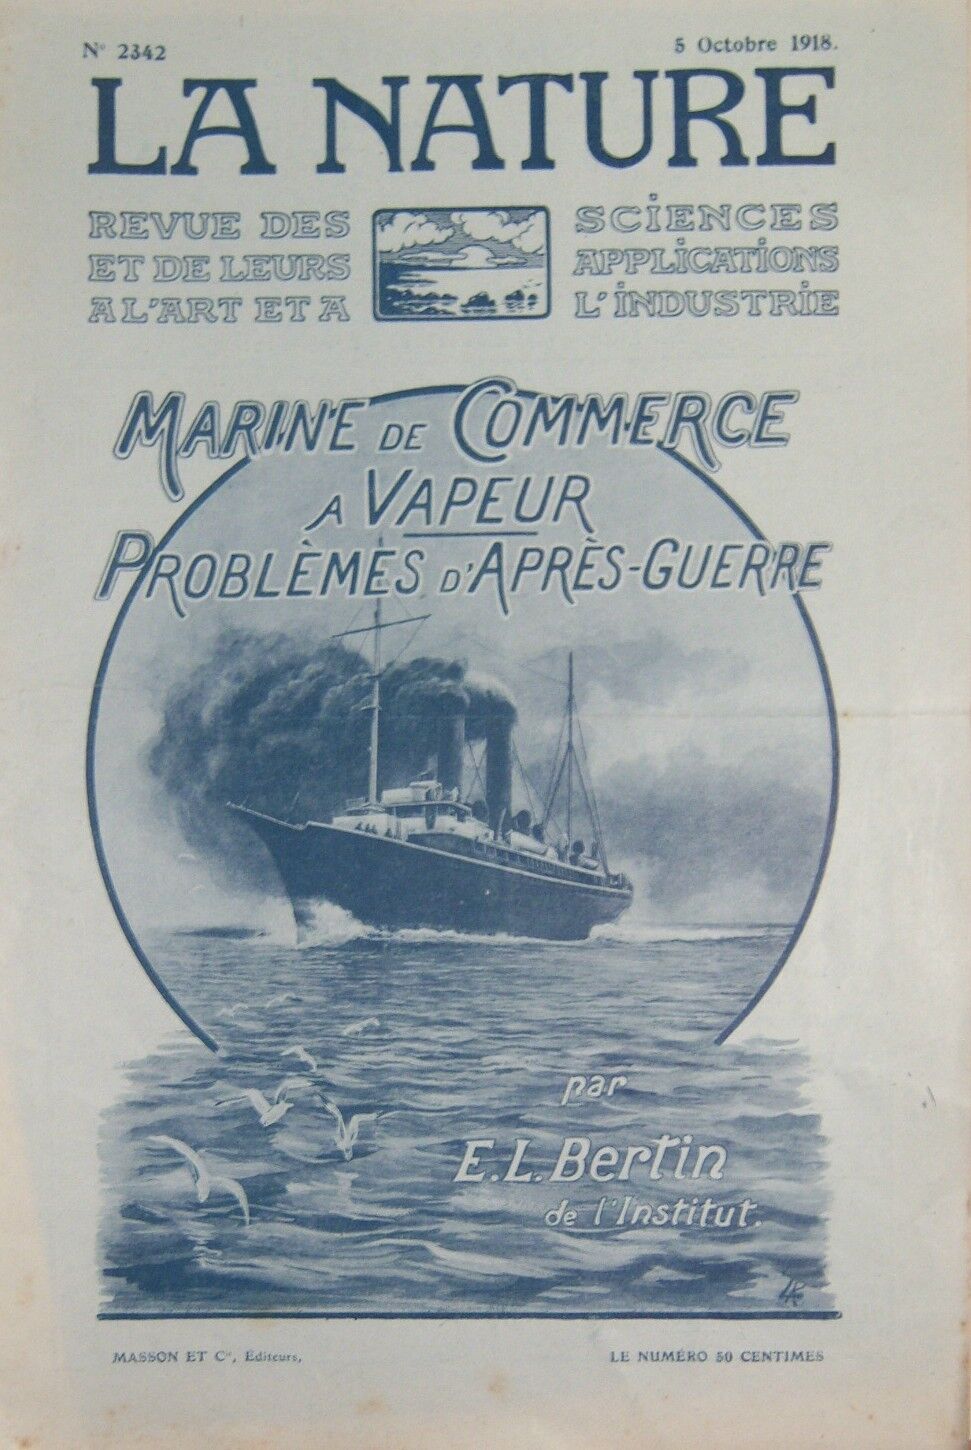 N° 2342
5 Octobre 1918.
LA NATURE
REVUE DES SCIENCES
ET DE LEURS APPLICATIONS
A L'ART ET A L'INDUSTRIE
MARINE DE COMMERCE
A VAPEUR
PROBLÈMES D'APRÈS-GUERRE
par
E.L. Bertin
de l'Institut.
MASSON ET Cie, Éditeurs,
LE NUMÉRO 50 CENTIMES